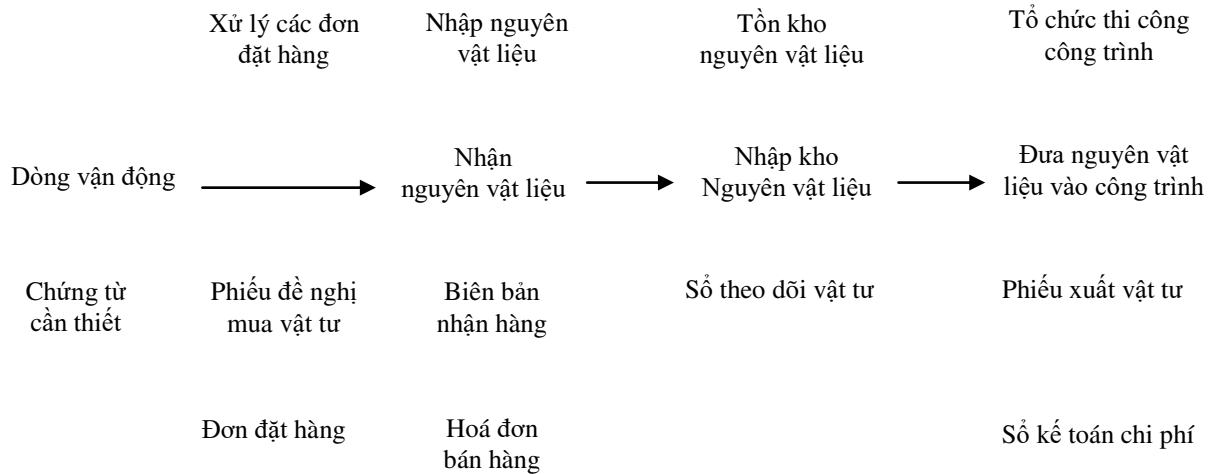 Xử lý các đơn
đặt hàng
Nhập nguyên
vật liệu
Tồn kho
nguyên vật liệu
Tổ chức thi công
công trình
Dòng vận động
Nhận
nguyên vật liệu
Nhập kho
Nguyên vật liệu
Đưa nguyên vật
liệu vào công trình
Chứng từ
cần thiết
Phiếu đề nghị
mua vật tư
Biên bản
nhận hàng
Sổ theo dõi vật tư
Phiếu xuất vật tư
Đơn đặt hàng
Hoá đơn
bán hàng
Sổ kế toán chi phí